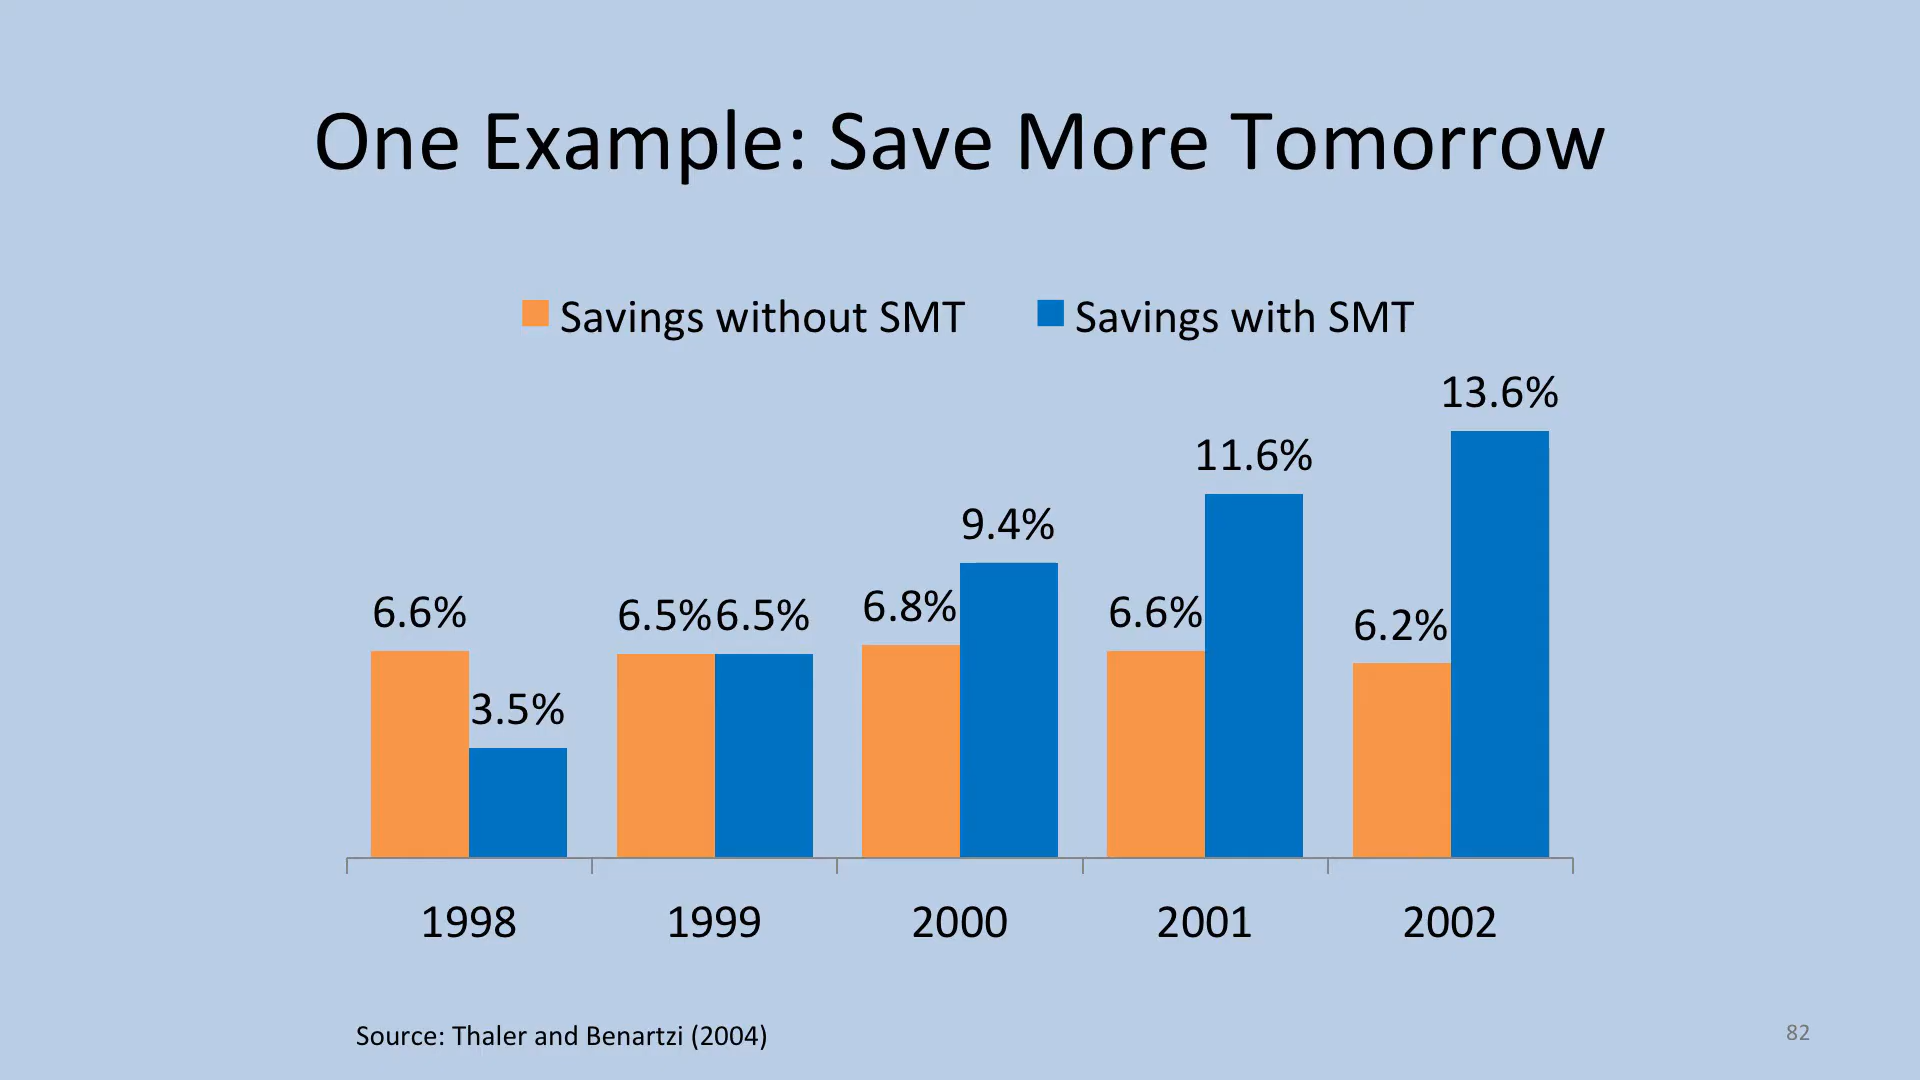 One Example: Save More Tomorrow
Savings without SMT Savings with SMT
13.6%
11.6%
9.4%
6.6% 6.5% 6.5% 6.8% 6.6% 6.2%
3.5%
1998 1999 2000 2001 2002
Source: Thaler and Benartzi (2004)
82